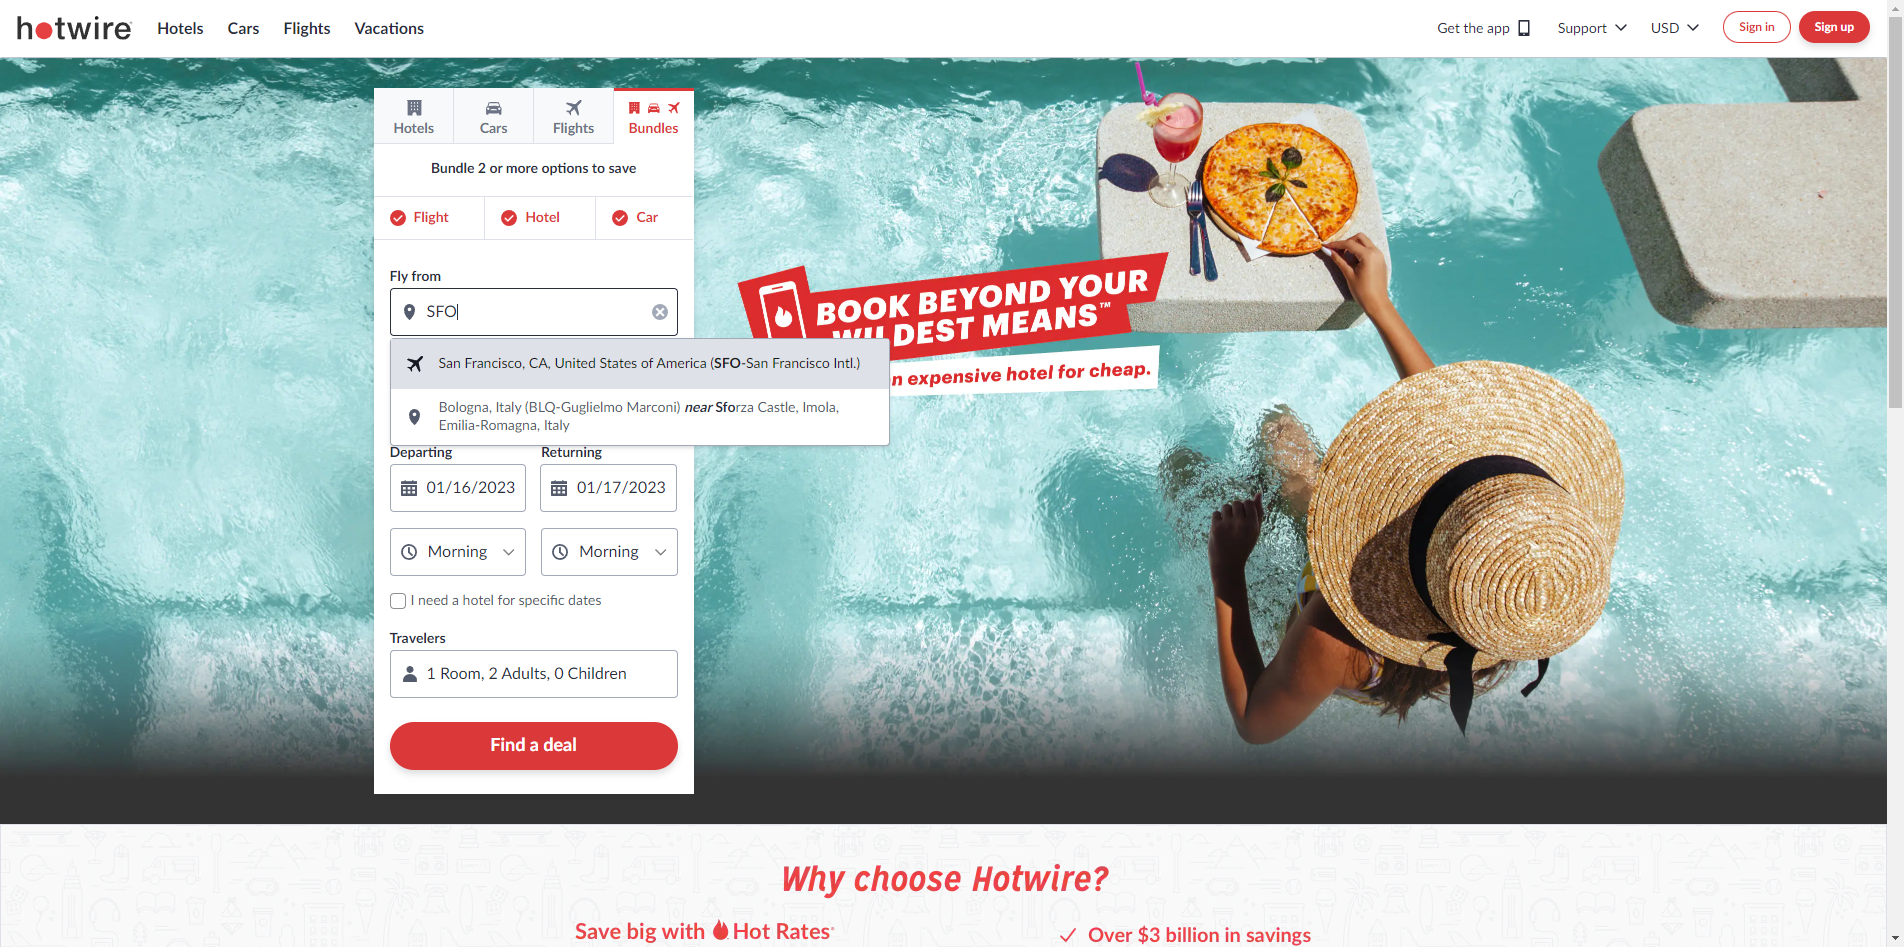 hotwire
Hotels
Cars
Flights
Vacations
Get the app
Support
USD
Sign in
Sign up
Hotels
Cars
Flights
Bundles
Bundle 2 or more options to save
Flight
Hotel
Car
Fly from
SFO
San Francisco, CA, United States of America (SFO-San Francisco Intl.)
Bologna, Italy (BLQ-Guglielmo Marconi) near Sforza Castle, Imola,
Emilia-Romagna, Italy
Departing
Returning
01/16/2023
01/17/2023
Morning
Morning
I need a hotel for specific dates
Travelers
1 Room, 2 Adults, 0 Children
Find a deal
BOOK BEYOND YOUR
WILDEST MEANS™
n expensive hotel for cheap.
Why choose Hotwire?
Save big with Hot Rates®
Over $3 billion in savings